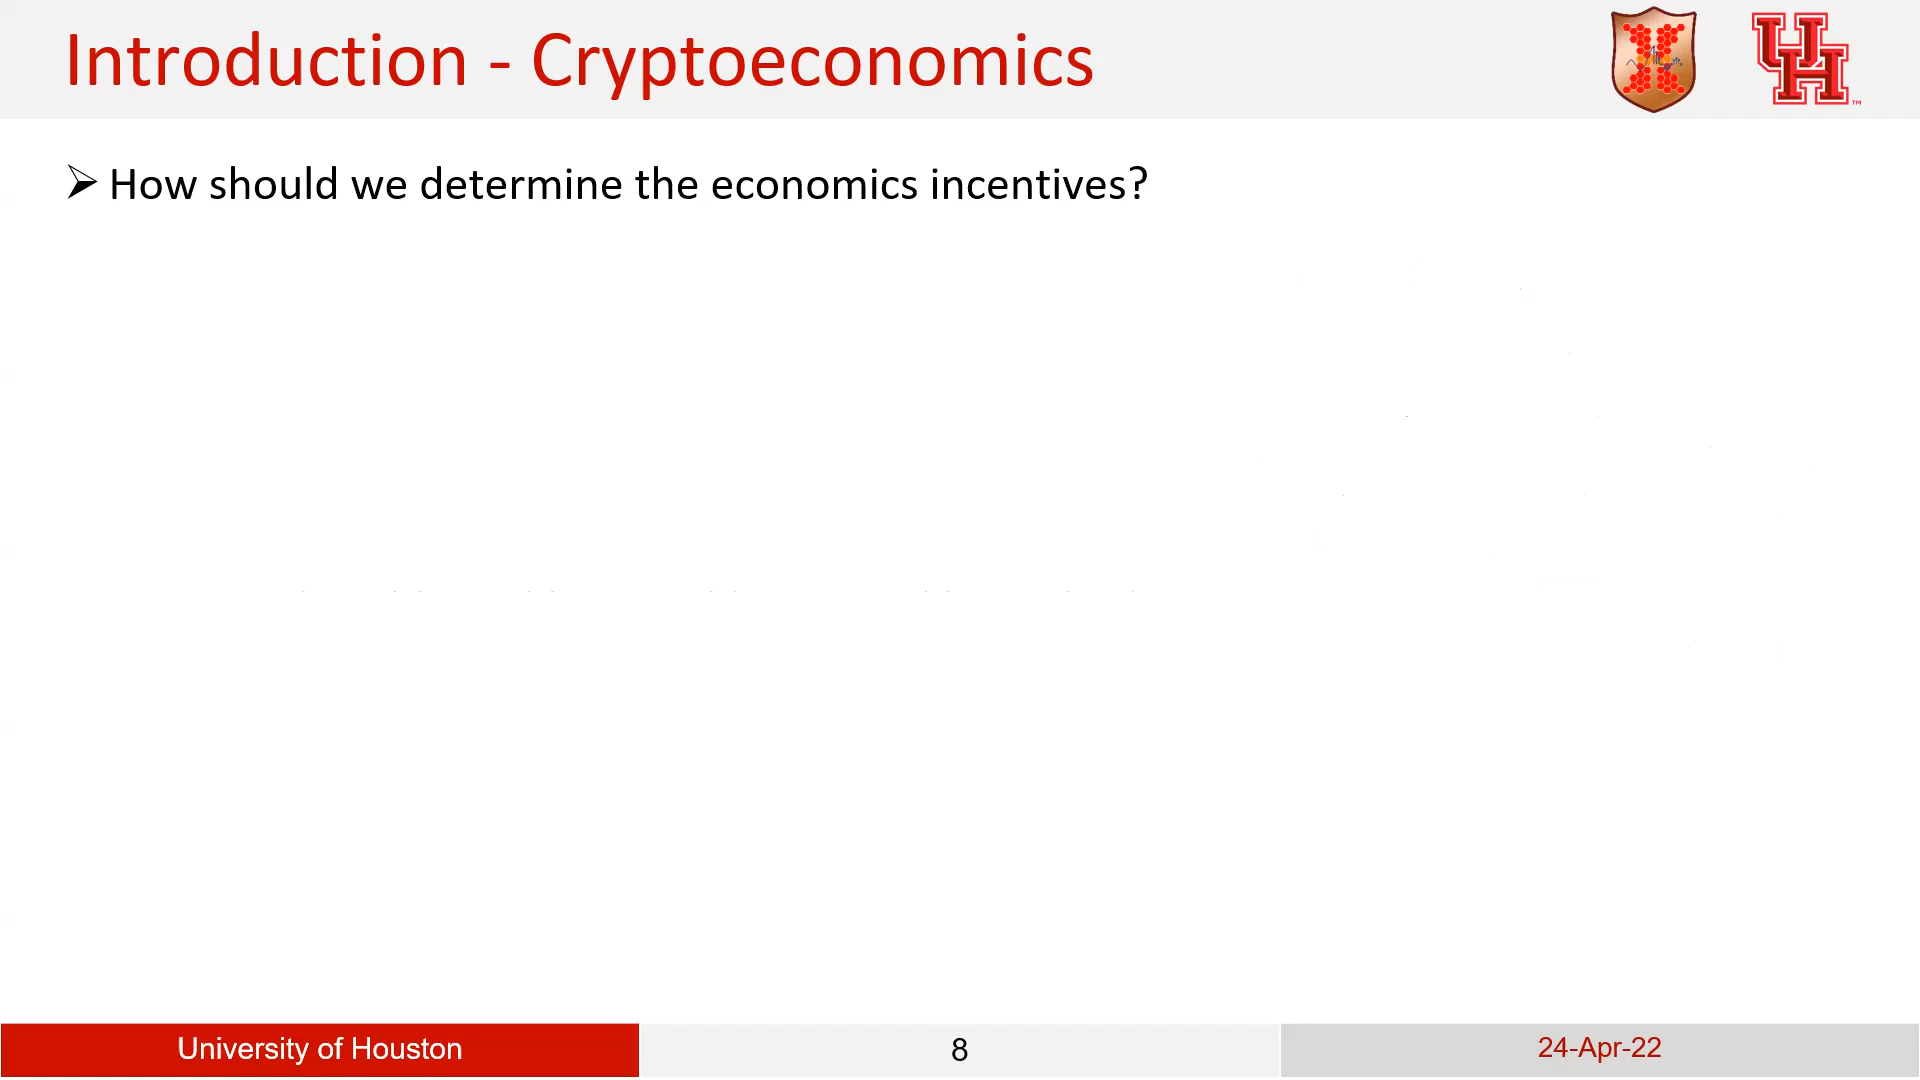 Introduction - Cryptoeconomics
How should we determine the economics incentives?
University of Houston
8
24-Apr-22